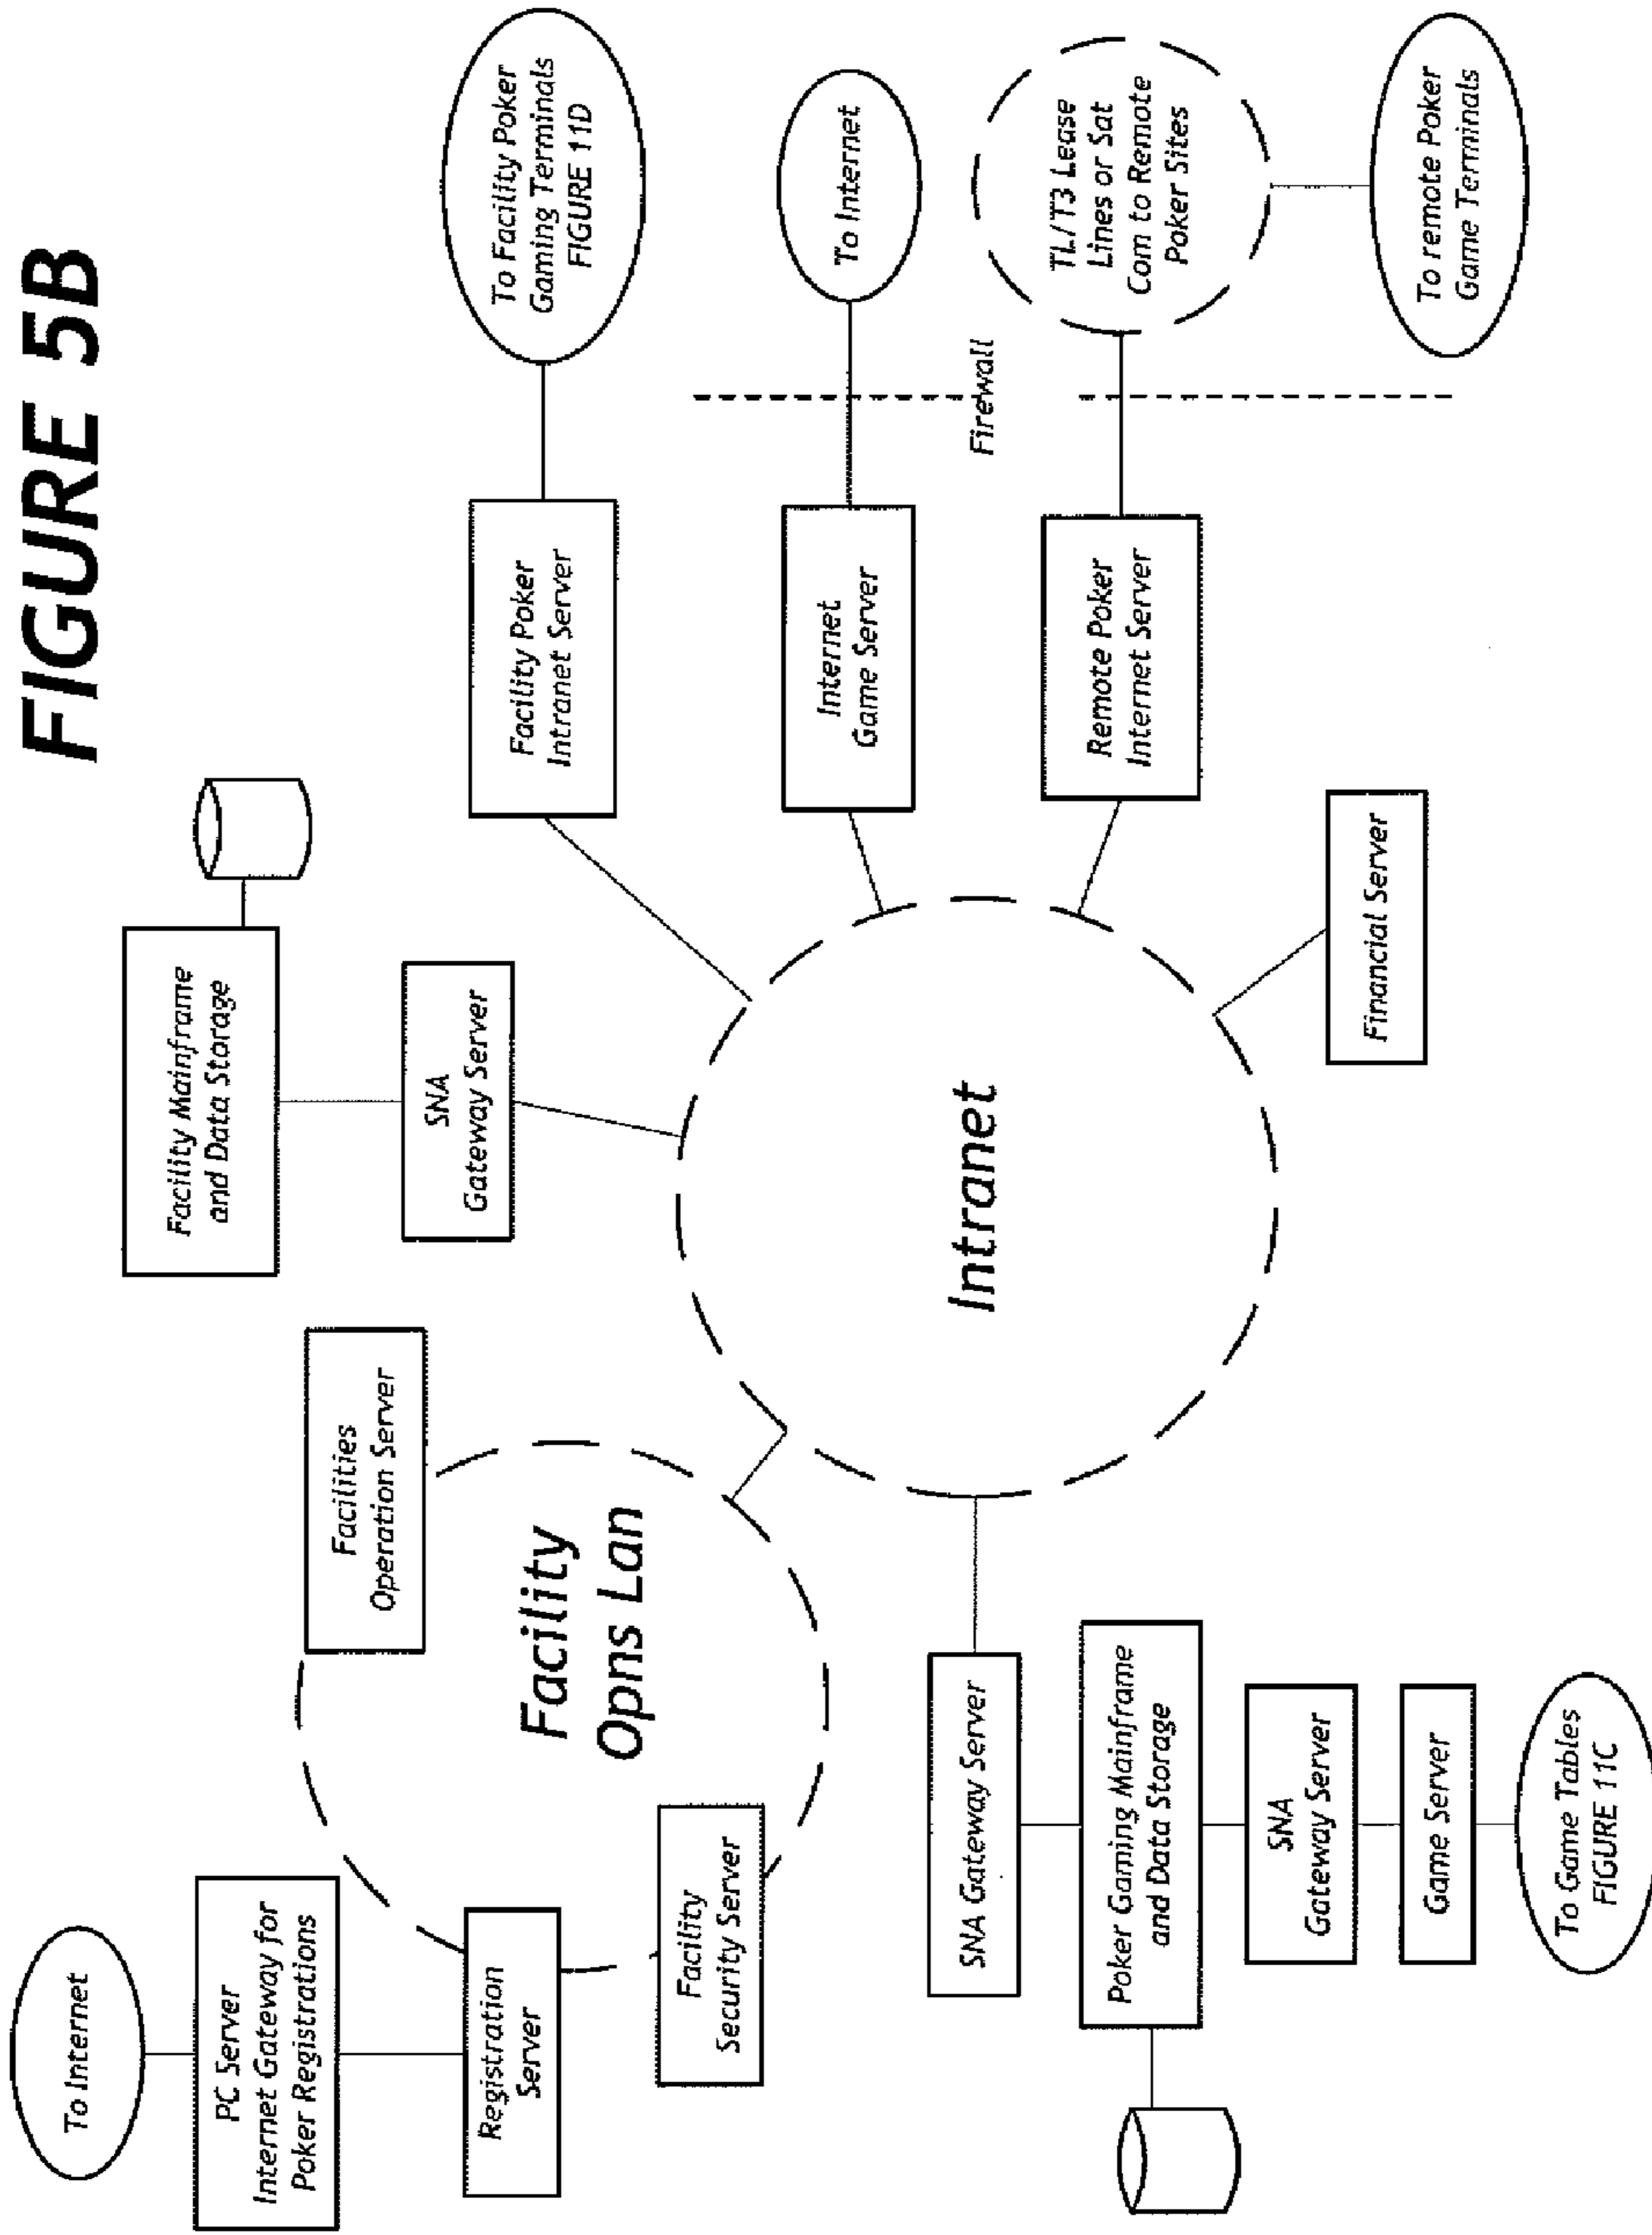 FIGURE 5B
To Internet
PC Server
Internet Gateway for
Poker Registrations
Registration
Server
Facility
Security Server
Facilities
Operation Server
Facility
Opns Lan
Facility Mainframe
and Data Storage
SNA
Gateway Server
Facility Poker
Intranet Server
To Facility Poker
Gaming Terminals
FIGURE 11D
Internet
Game Server
To Internet
Firewall
Remote Poker
Internet Server
TL/T3 Lease
Lines or Sat
Com to Remote
Poker Sites
To remote Poker
Game Terminals
Intranet
Financial Server
SNA Gateway Server
Poker Gaming Mainframe
and Data Storage
SNA
Gateway Server
Game Server
To Game Tables
FIGURE 11C